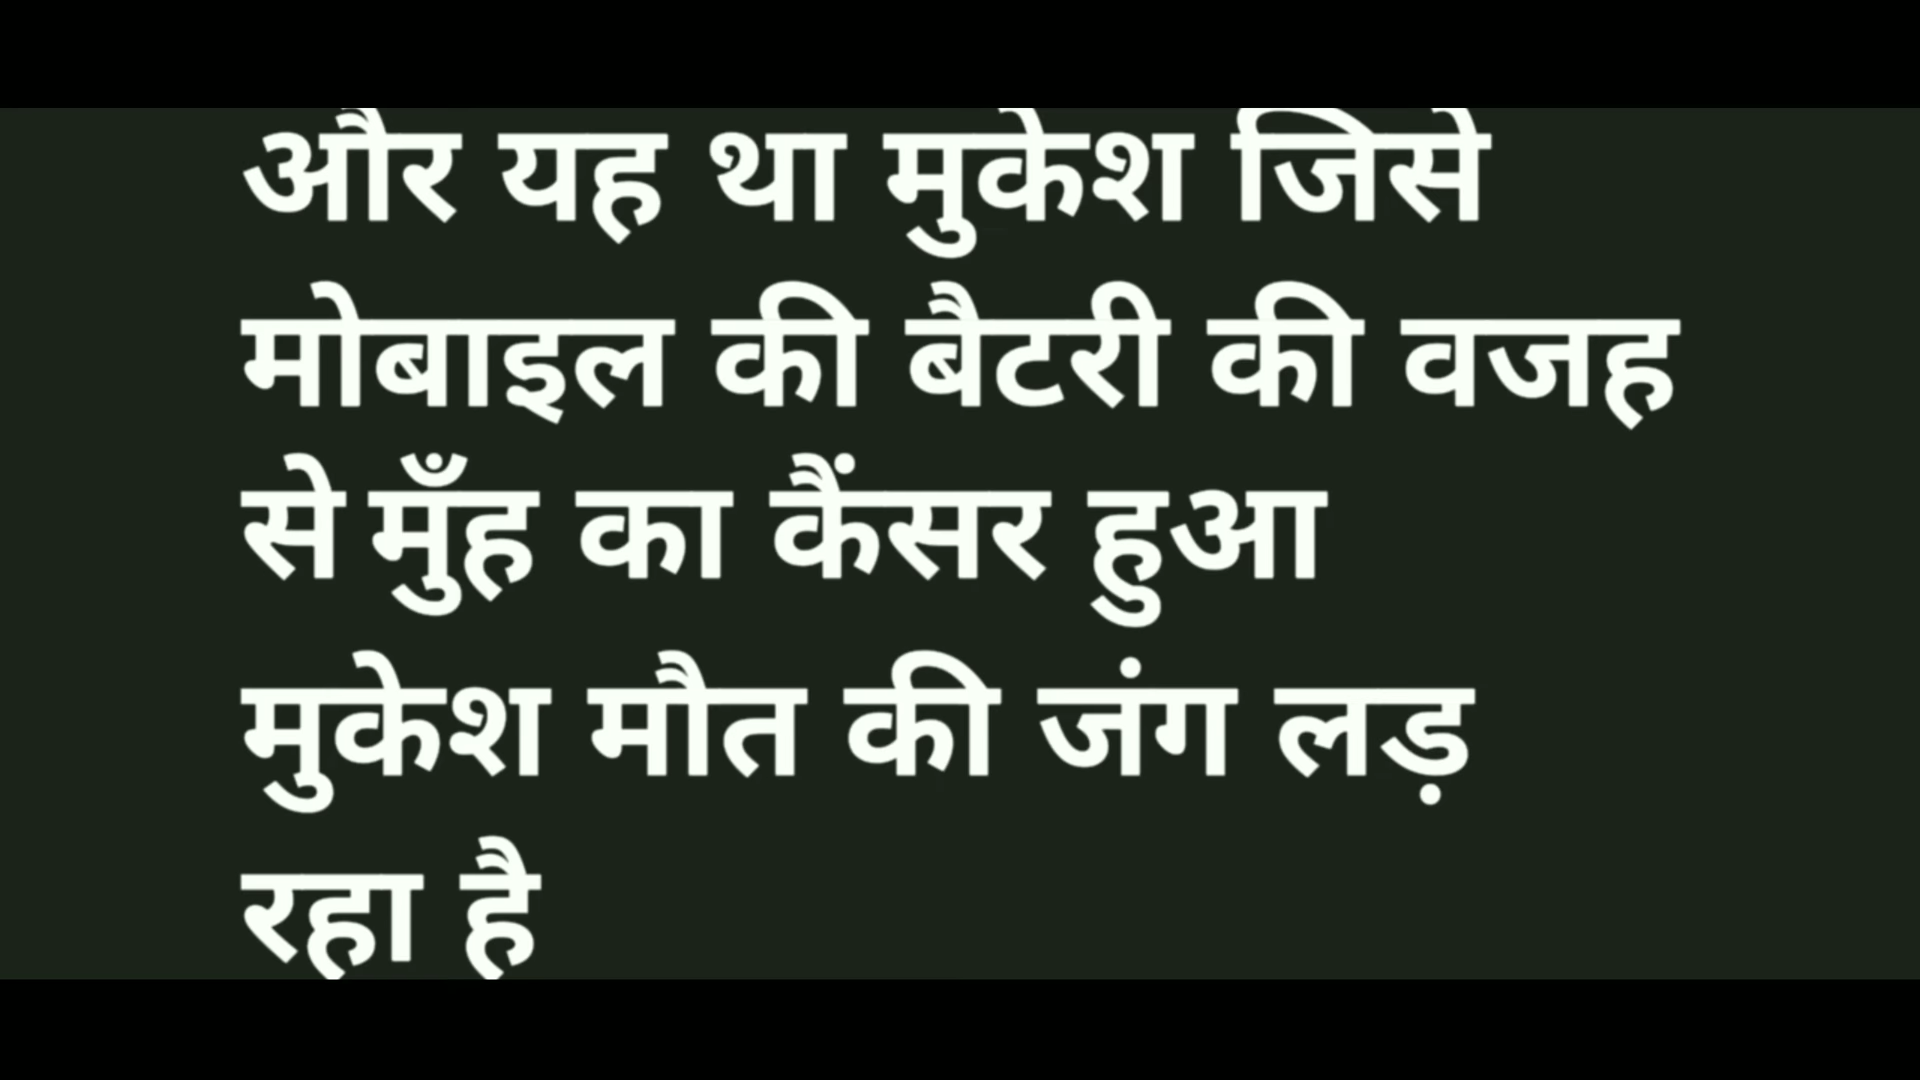 और यह था मुकेश जिसे
मोबाइल की बैटरी की वजह
से मुँह का कैंसर हुआ
मुकेश मौत की जंग लड़
रहा है